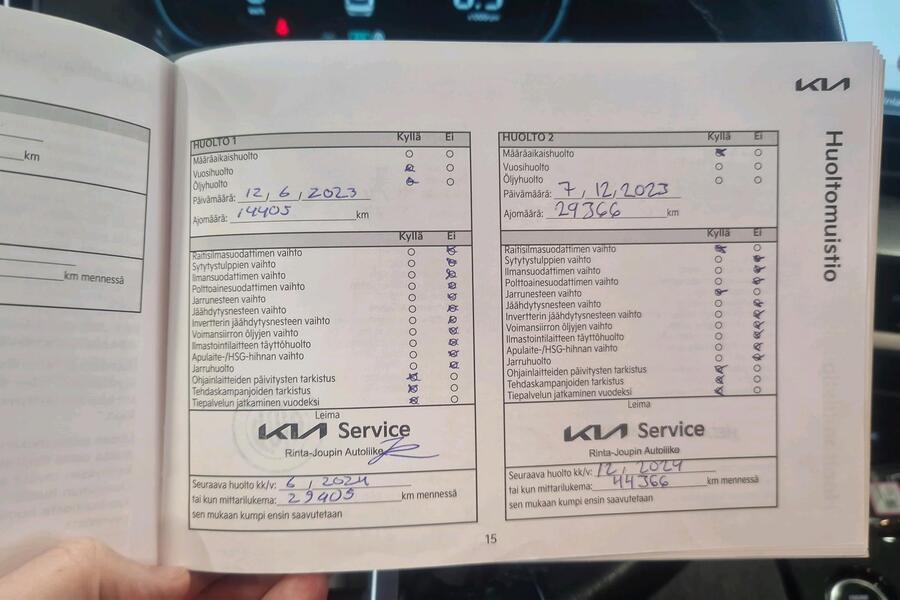 km
km mennessä
KIA
Huoltomuistio
HUOLTO 1 Kyllä Ei
Määräaikaishuolto
Vuosihuolto
Öljyhuolto
Päivämäärä: 12, 6, 2023
Ajomäärä: 14405 km
Kyllä Ei
Raitisilmasuodattimen vaihto
Sytytystulppien vaihto
Ilmansuodattimen vaihto
Polttoainesuodattimen vaihto
Jarrunesteen vaihto
Jäähdytysnesteen vaihto
Invertterin jäähdytysnesteen vaihto
Voimansiirron öljyjen vaihto
Ilmastointilaitteen täyttöhuolto
Apulaite-/HSG-hihnan vaihto
Jarruhuolto
Ohjainlaitteiden päivitysten tarkistus
Tehdaskampanjoiden tarkistus
Tiepalvelun jatkaminen vuodeksi
Leima
KIA Service
Rinta-Joupin Autoliike
Seuraava huolto kk/v: 6, 2024
tai kun mittarilukema: 29405 km mennessä
sen mukaan kumpi ensin saavutetaan
HUOLTO 2 Kyllä Ei
Määräaikaishuolto
Vuosihuolto
Öljyhuolto
Päivämäärä: 7, 12, 2023
Ajomäärä: 29366 km
Kyllä Ei
Raitisilmasuodattimen vaihto
Sytytystulppien vaihto
Ilmansuodattimen vaihto
Polttoainesuodattimen vaihto
Jarrunesteen vaihto
Jäähdytysnesteen vaihto
Invertterin jäähdytysnesteen vaihto
Voimansiirron öljyjen vaihto
Ilmastointilaitteen täyttöhuolto
Apulaite-/HSG-hihnan vaihto
Jarruhuolto
Ohjainlaitteiden päivitysten tarkistus
Tehdaskampanjoiden tarkistus
Tiepalvelun jatkaminen vuodeksi
Leima
KIA Service
Rinta-Joupin Autoliike
Seuraava huolto kk/v: 12, 2024
tai kun mittarilukema: 44366 km mennessä
sen mukaan kumpi ensin saavutetaan
15